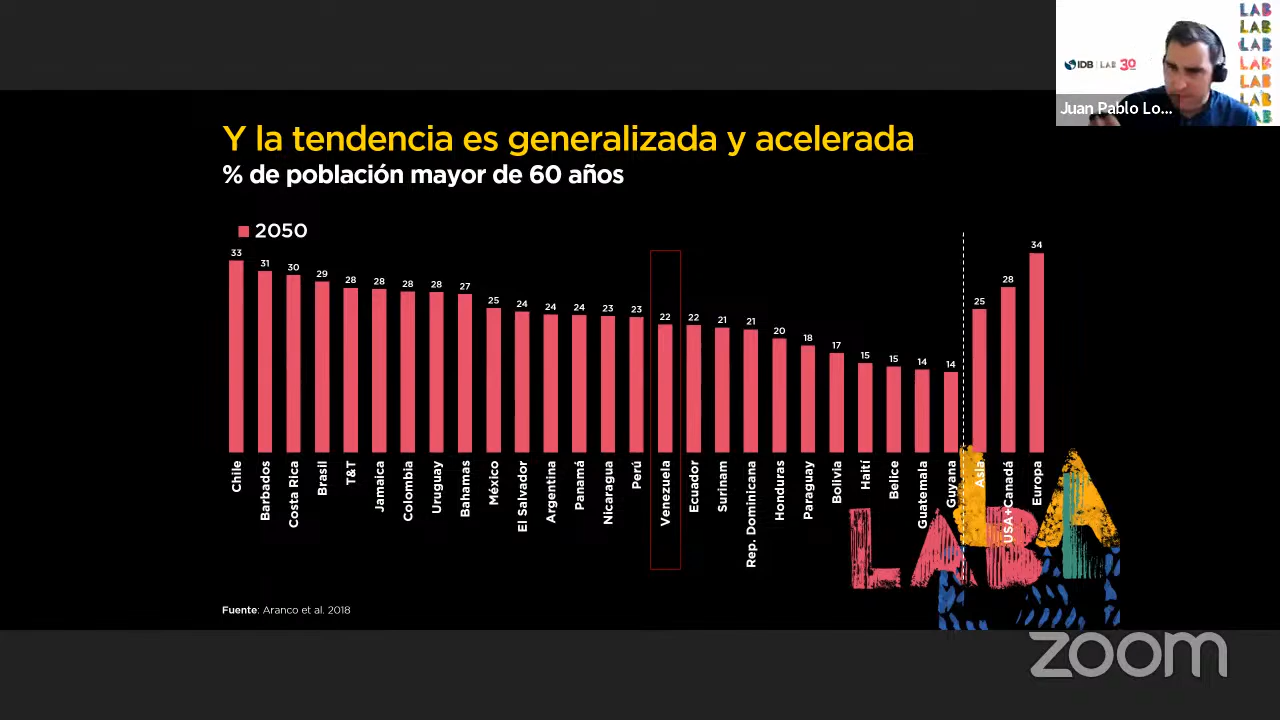 LAB
LAB
LAB
LAB
LAB
LAB
AB
IDB LAB 30
Juan Pablo Lo...
Y la tendencia es generalizada y acelerada
% de población mayor de 60 años
2050
33 31 30 29 28 28 28 28 27 25 24 24 24 23 23 22 22 21 21 20 18 17 15 15 14 14 25 28 34
Chile Barbados Costa Rica Brasil T&T Jamaica Colombia Uruguay Bahamas México El Salvador Argentina Panamá Nicaragua Perú Venezuela Ecuador Surinam Rep. Dominicana Honduras Paraguay Bolivia Haití Belice Guatemala Guyana Asia USA+Canadá Europa
LAB
Fuente: Aranco et al. 2018
zoom